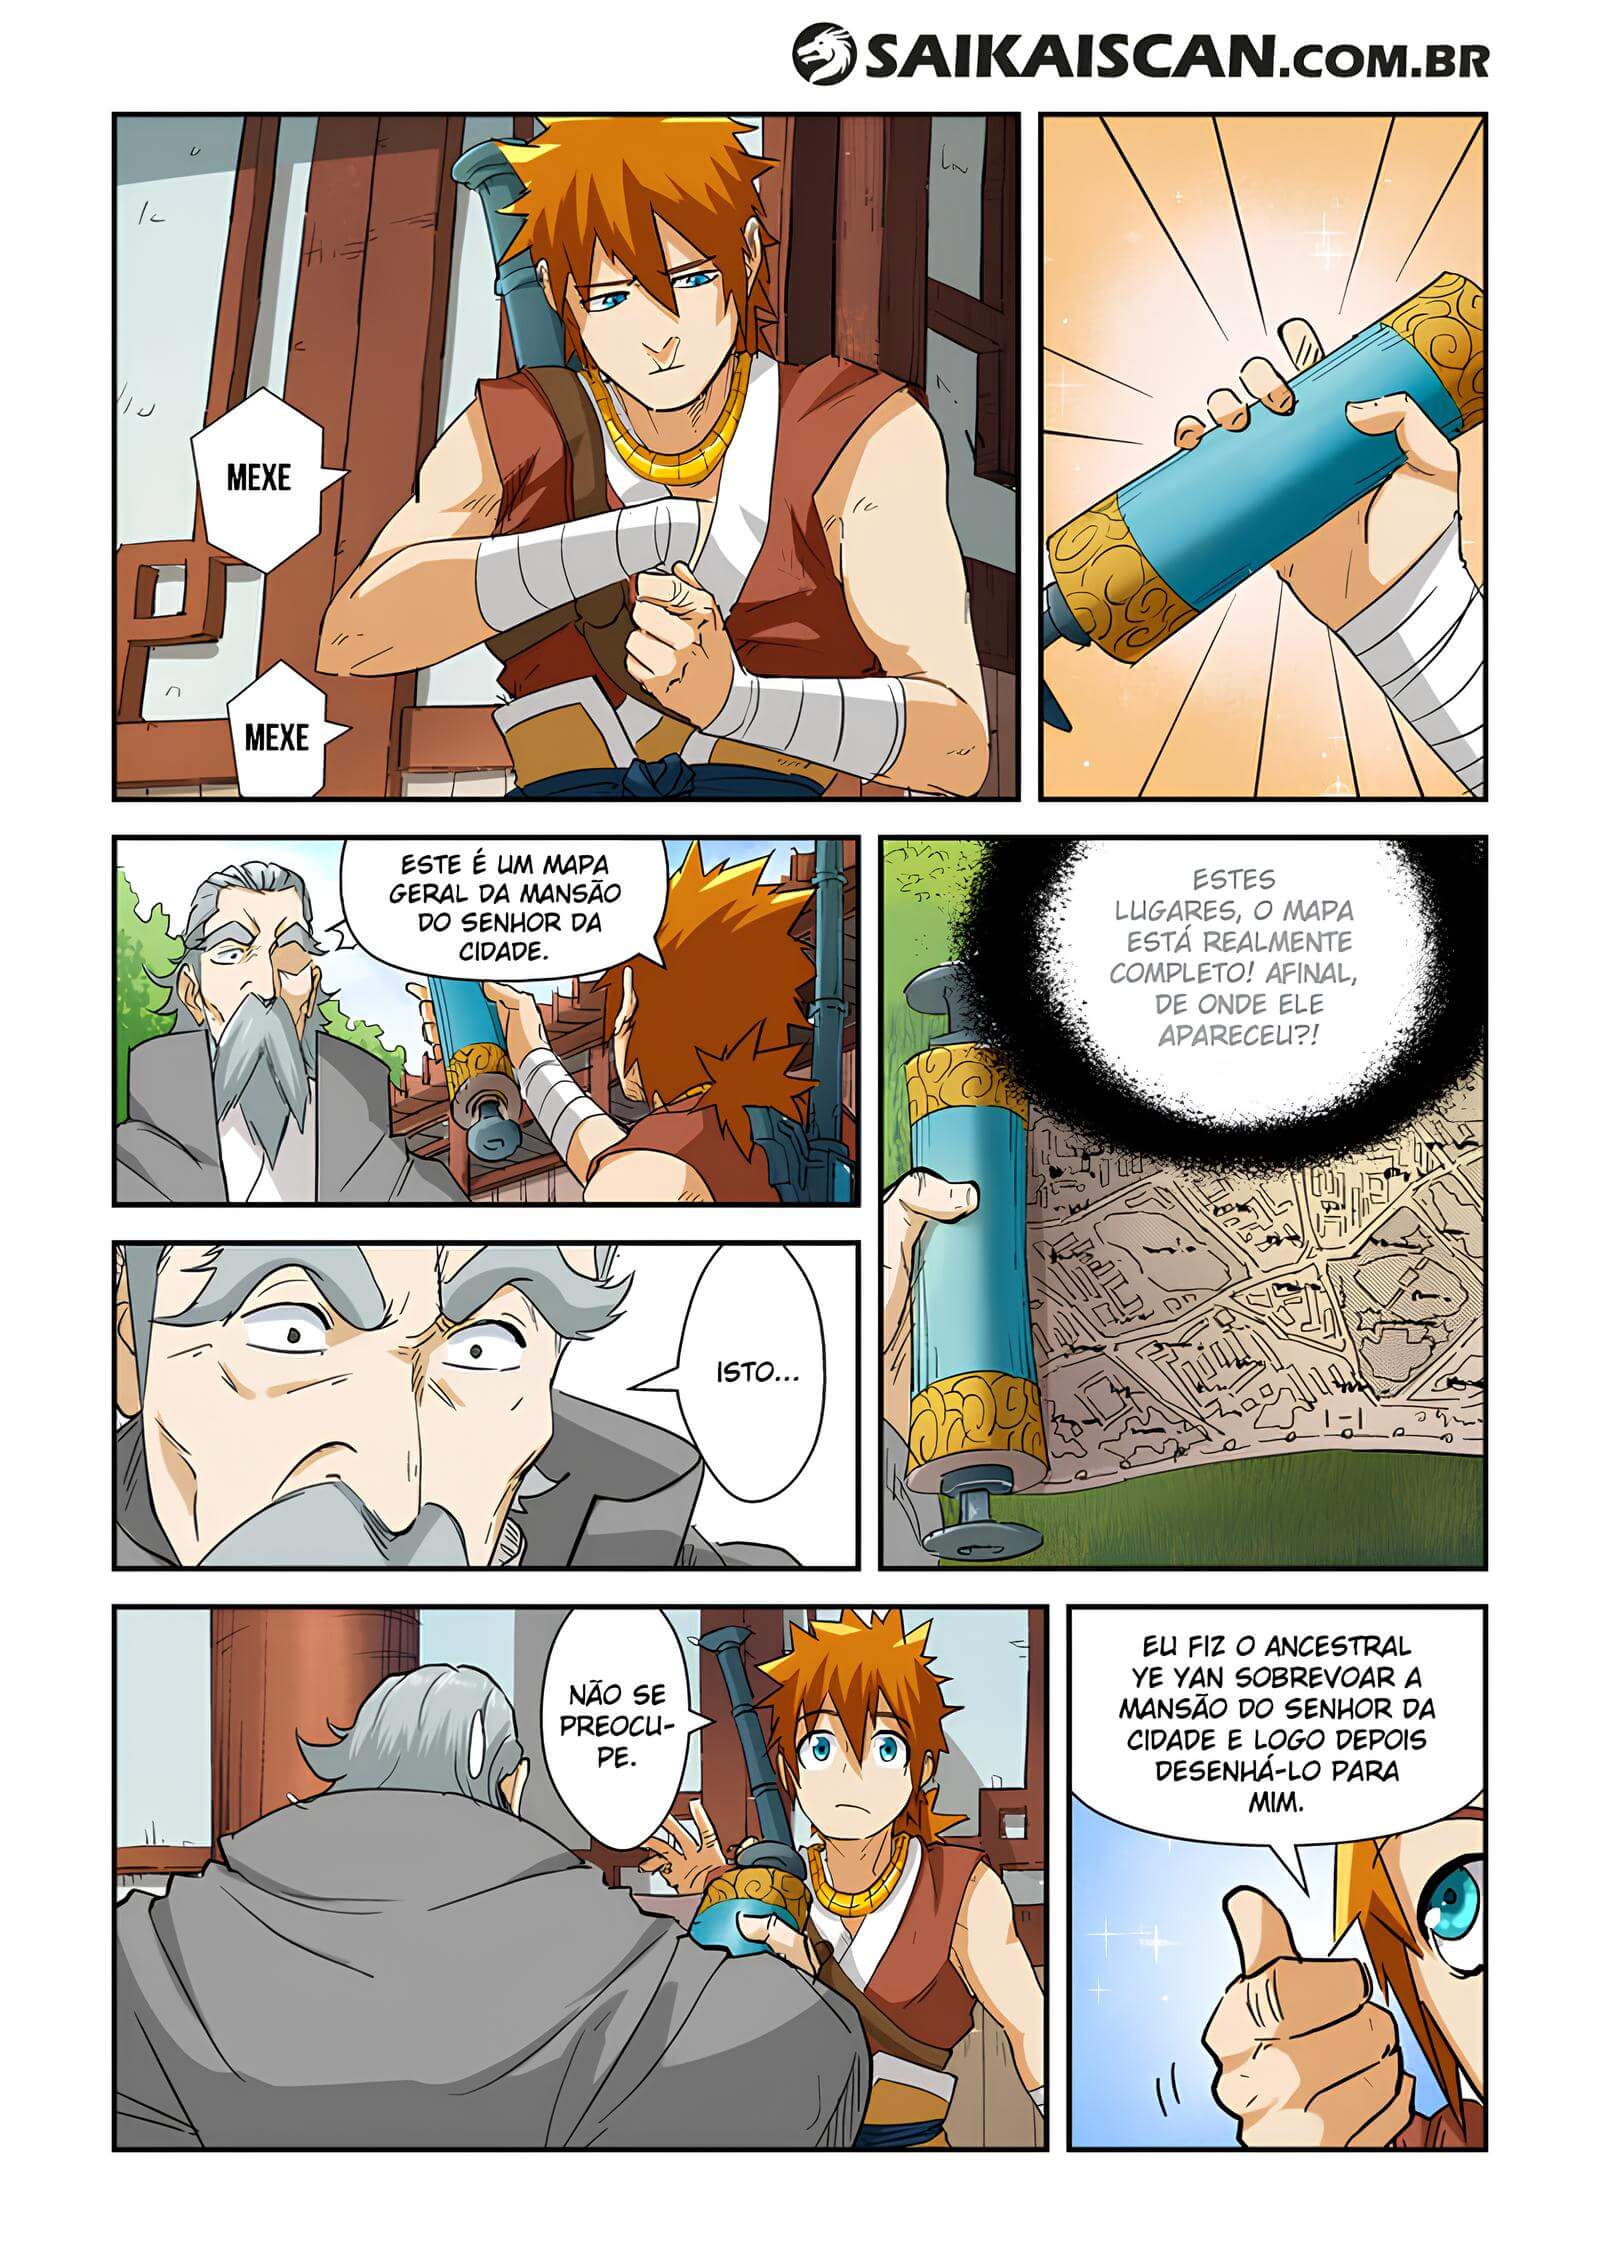 SAIKAISCAN.COM.BR
MEXE
MEXE
ESTE É UM MAPA
GERAL DA MANSÃO
DO SENHOR DA
CIDADE.
ESTES
LUGARES, O MAPA
ESTÁ REALMENTE
COMPLETO! AFINAL,
DE ONDE ELE
APARECEU?!
ISTO...
NÃO SE
PREOCU-
PE.
EU FIZ O ANCESTRAL
YE YAN SOBREVOAR A
MANSÃO DO SENHOR DA
CIDADE E LOGO DEPOIS
DESENHÁ-LO PARA
MIM.